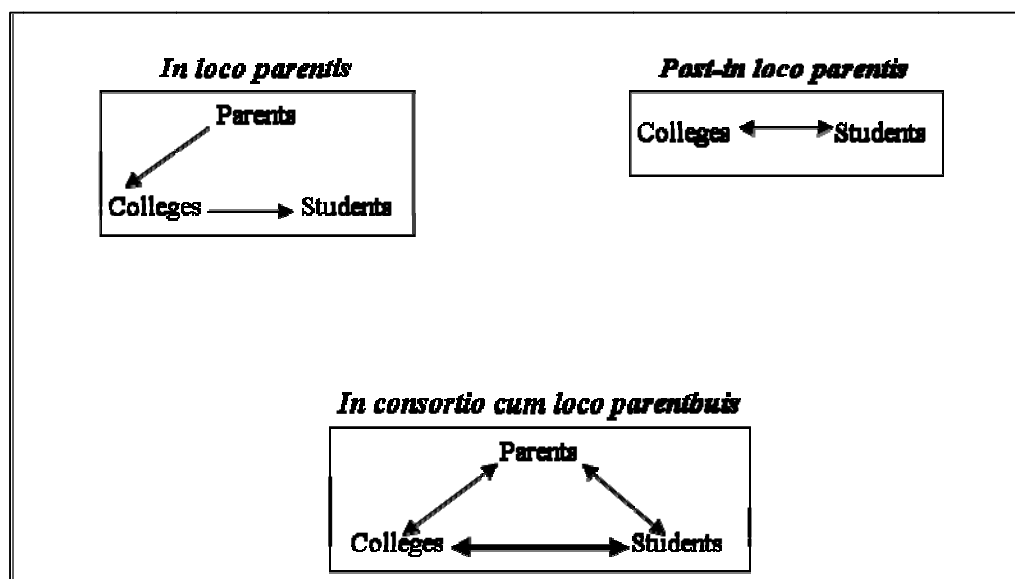 In loco parentis
Parents
Colleges
Students
Post-in loco parentis
Colleges
Students
In consortio cum loco parentbuis
Parents
Colleges
Students